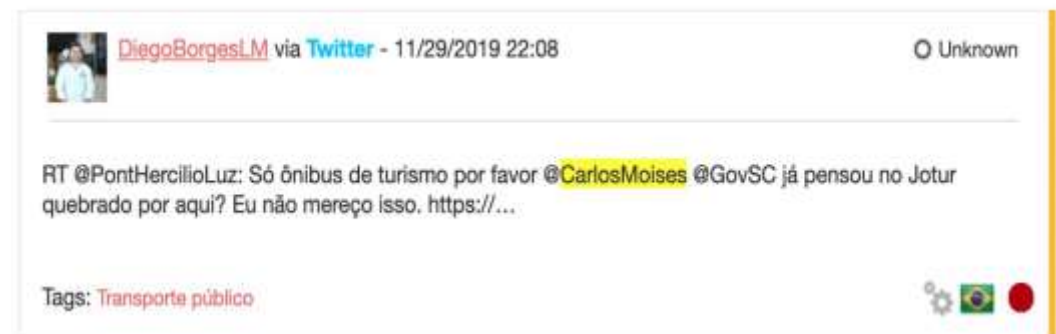 DiegoBorgesLM via Twitter - 11/29/2019 22:08
Unknown
RT @PontHercilioLuz: Só ônibus de turismo por favor @CarlosMoises @GovSC já pensou no Jotur
quebrado por aqui? Eu não mereço isso. https://…
Tags: Transporte público